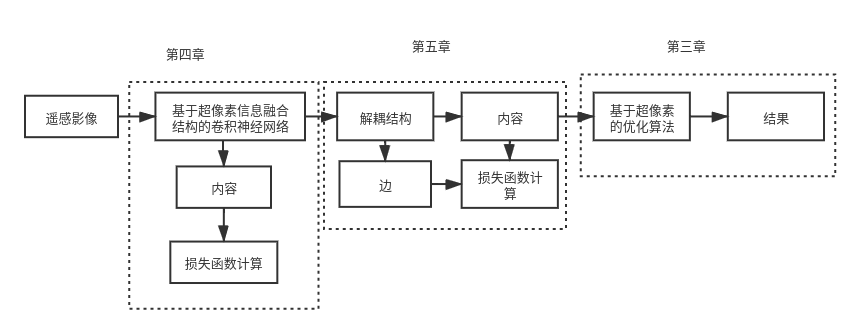 第四章
第五章
第三章
遥感影像
基于超像素信息融合
结构的卷积神经网络
内容
损失函数计算
解耦结构
内容
边
损失函数计
算
基于超像素
的优化算法
结果